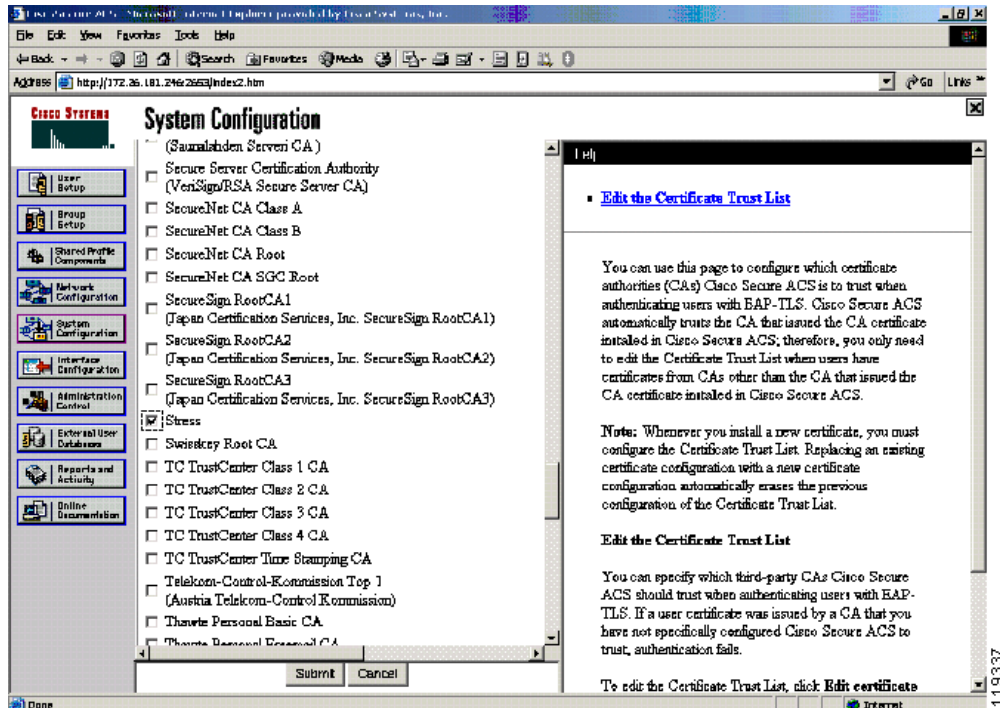 File Edit View Favorites Tools Help
Back Search Favorites Media
Address http://172.26.181.246:2653/index2.htm Go Links
CISCO SYSTEMS
System Configuration
User Setup
Group Setup
Shared Profile Components
Network Configuration
System Configuration
Interface Configuration
Administration Control
External User Databases
Reports and Activity
Online Documentation
(Saunalahden Serveri CA)
Secure Server Certification Authority
(VeriSign/RSA Secure Server CA)
SecureNet CA Class A
SecureNet CA Class B
SecureNet CA Root
SecureNet CA SGC Root
SecureSign RootCA1
(Japan Certification Services, Inc. SecureSign RootCA1)
SecureSign RootCA2
(Japan Certification Services, Inc. SecureSign RootCA2)
SecureSign RootCA3
(Japan Certification Services, Inc. SecureSign RootCA3)
Stress
Swisskey Root CA
TC TrustCenter Class 1 CA
TC TrustCenter Class 2 CA
TC TrustCenter Class 3 CA
TC TrustCenter Class 4 CA
TC TrustCenter Time Stamping CA
Telekom-Control-Kommission Top 1
(Austria Telekom-Control Kommission)
Thawte Personal Basic CA
Thawte Personal Freemail CA
Submit Cancel
Help
Edit the Certificate Trust List
You can use this page to configure which certificate
authorities (CAs) Cisco Secure ACS is to trust when
authenticating users with EAP-TLS. Cisco Secure ACS
automatically trusts the CA that issued the CA certificate
installed in Cisco Secure ACS; therefore, you only need
to edit the Certificate Trust List when users have
certificates from CAs other than the CA that issued the
CA certificate installed in Cisco Secure ACS.
Note: Whenever you install a new certificate, you must
configure the Certificate Trust List. Replacing an existing
certificate configuration with a new certificate
configuration automatically erases the previous
configuration of the Certificate Trust List.
Edit the Certificate Trust List
You can specify which third-party CAs Cisco Secure
ACS should trust when authenticating users with EAP-
TLS. If a user certificate was issued by a CA that you
have not specifically configured Cisco Secure ACS to
trust, authentication fails.
To edit the Certificate Trust List, click Edit certificate
Done Internet
119337